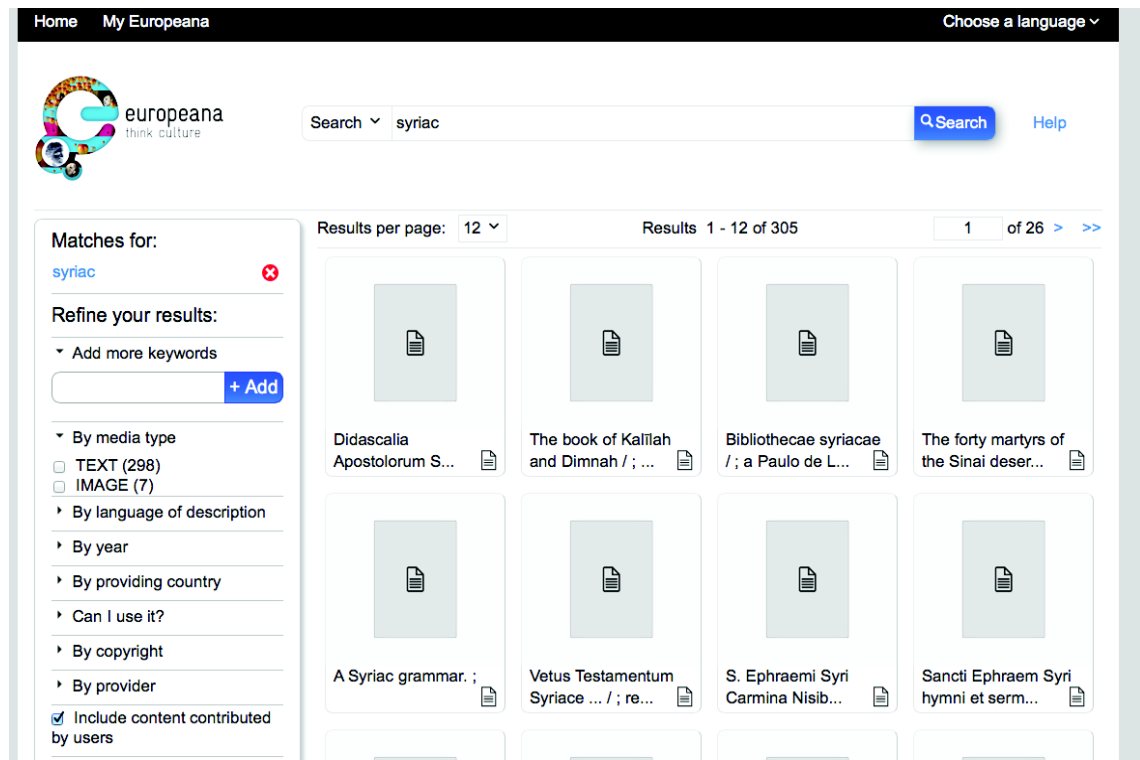 Home My Europeana Choose a language
europeana
think culture
Search syriac Search Help
Matches for:
syriac
Refine your results:
Add more keywords
+ Add
By media type
TEXT (298)
IMAGE (7)
By language of description
By year
By providing country
Can I use it?
By copyright
By provider
Include content contributed
by users
Results per page: 12 Results 1 - 12 of 305 1 of 26 > >>
Didascalia
Apostolorum S...
The book of Kalīlah
and Dimnah / ; ...
Bibliothecae syriacae
/ ; a Paulo de L...
The forty martyrs of
the Sinai deser...
A Syriac grammar. ;
Vetus Testamentum
Syriace ... / ; re...
S. Ephraemi Syri
Carmina Nisib...
Sancti Ephraem Syri
hymni et serm...